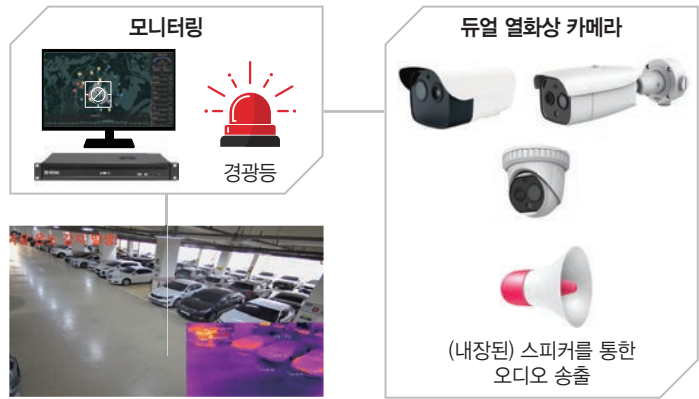 모니터링
경광등
듀얼 열화상 카메라
(내장된) 스피커를 통한
오디오 송출